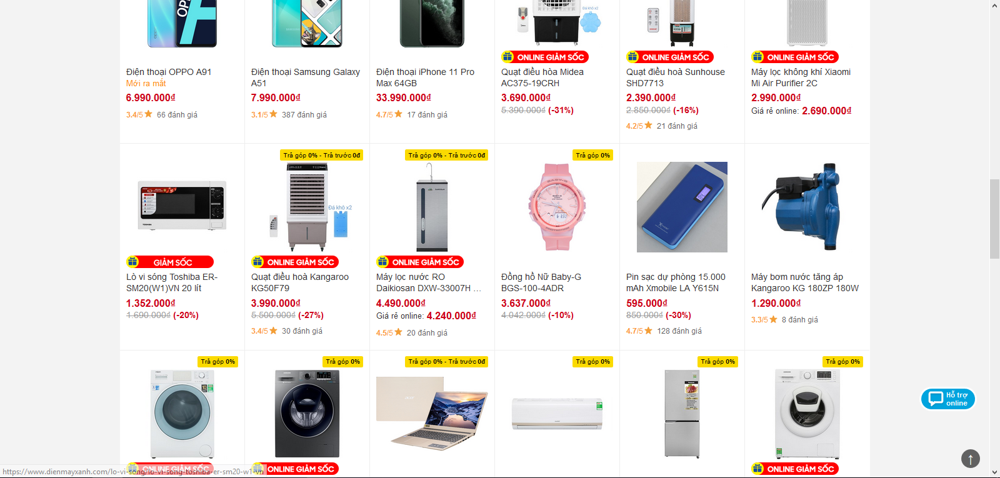 Đá khô x2
ONLINE GIẢM SỐC
ONLINE GIẢM SỐC
ONLINE GIẢM SỐC
Điện thoại OPPO A91
Mới ra mắt
6.990.000₫
3.4/5 66 đánh giá
Điện thoại Samsung Galaxy
A51
7.990.000₫
3.1/5 387 đánh giá
Điện thoại iPhone 11 Pro
Max 64GB
33.990.000₫
4.7/5 17 đánh giá
Quạt điều hòa Midea
AC375-19CRH
3.690.000₫
5.390.000₫ (-31%)
Quạt điều hoà Sunhouse
SHD7713
2.390.000₫
2.850.000₫ (-16%)
4.2/5 21 đánh giá
Máy lọc không khí Xiaomi
Mi Air Purifier 2C
2.990.000₫
Giá rẻ online: 2.690.000₫
GIẢM SỐC
Lò vi sóng Toshiba ER-
SM20(W1)VN 20 lít
1.352.000₫
1.690.000₫ (-20%)
Trả góp 0% - Trả trước 0đ
Đá khô x2
ONLINE GIẢM SỐC
Quạt điều hoà Kangaroo
KG50F79
3.990.000₫
5.500.000₫ (-27%)
3.4/5 30 đánh giá
Trả góp 0% - Trả trước 0đ
ONLINE GIẢM SỐC
Máy lọc nước RO
Daikiosan DXW-33007H ...
4.490.000₫
Giá rẻ online: 4.240.000₫
4.5/5 20 đánh giá
Trả góp 0%
Đồng hồ Nữ Baby-G
BGS-100-4ADR
3.637.000₫
4.042.000₫ (-10%)
Pin sạc dự phòng 15.000
mAh Xmobile LA Y615N
595.000₫
850.000₫ (-30%)
4.7/5 128 đánh giá
Máy bơm nước tăng áp
Kangaroo KG 180ZP 180W
1.290.000₫
3.3/5 8 đánh giá
Trả góp 0%
Trả góp 0%
Trả góp 0% - Trả trước 0đ
Trả góp 0%
Trả góp 0%
Trả góp 0%
ONLINE GIẢM SỐC
ONLINE GIẢM SỐC
ONLINE GIẢM SỐC
Hỗ trợ
online
https://www.dienmayxanh.com/lo-vi-song/lo-vi-song-toshiba-er-sm20-w1-vn